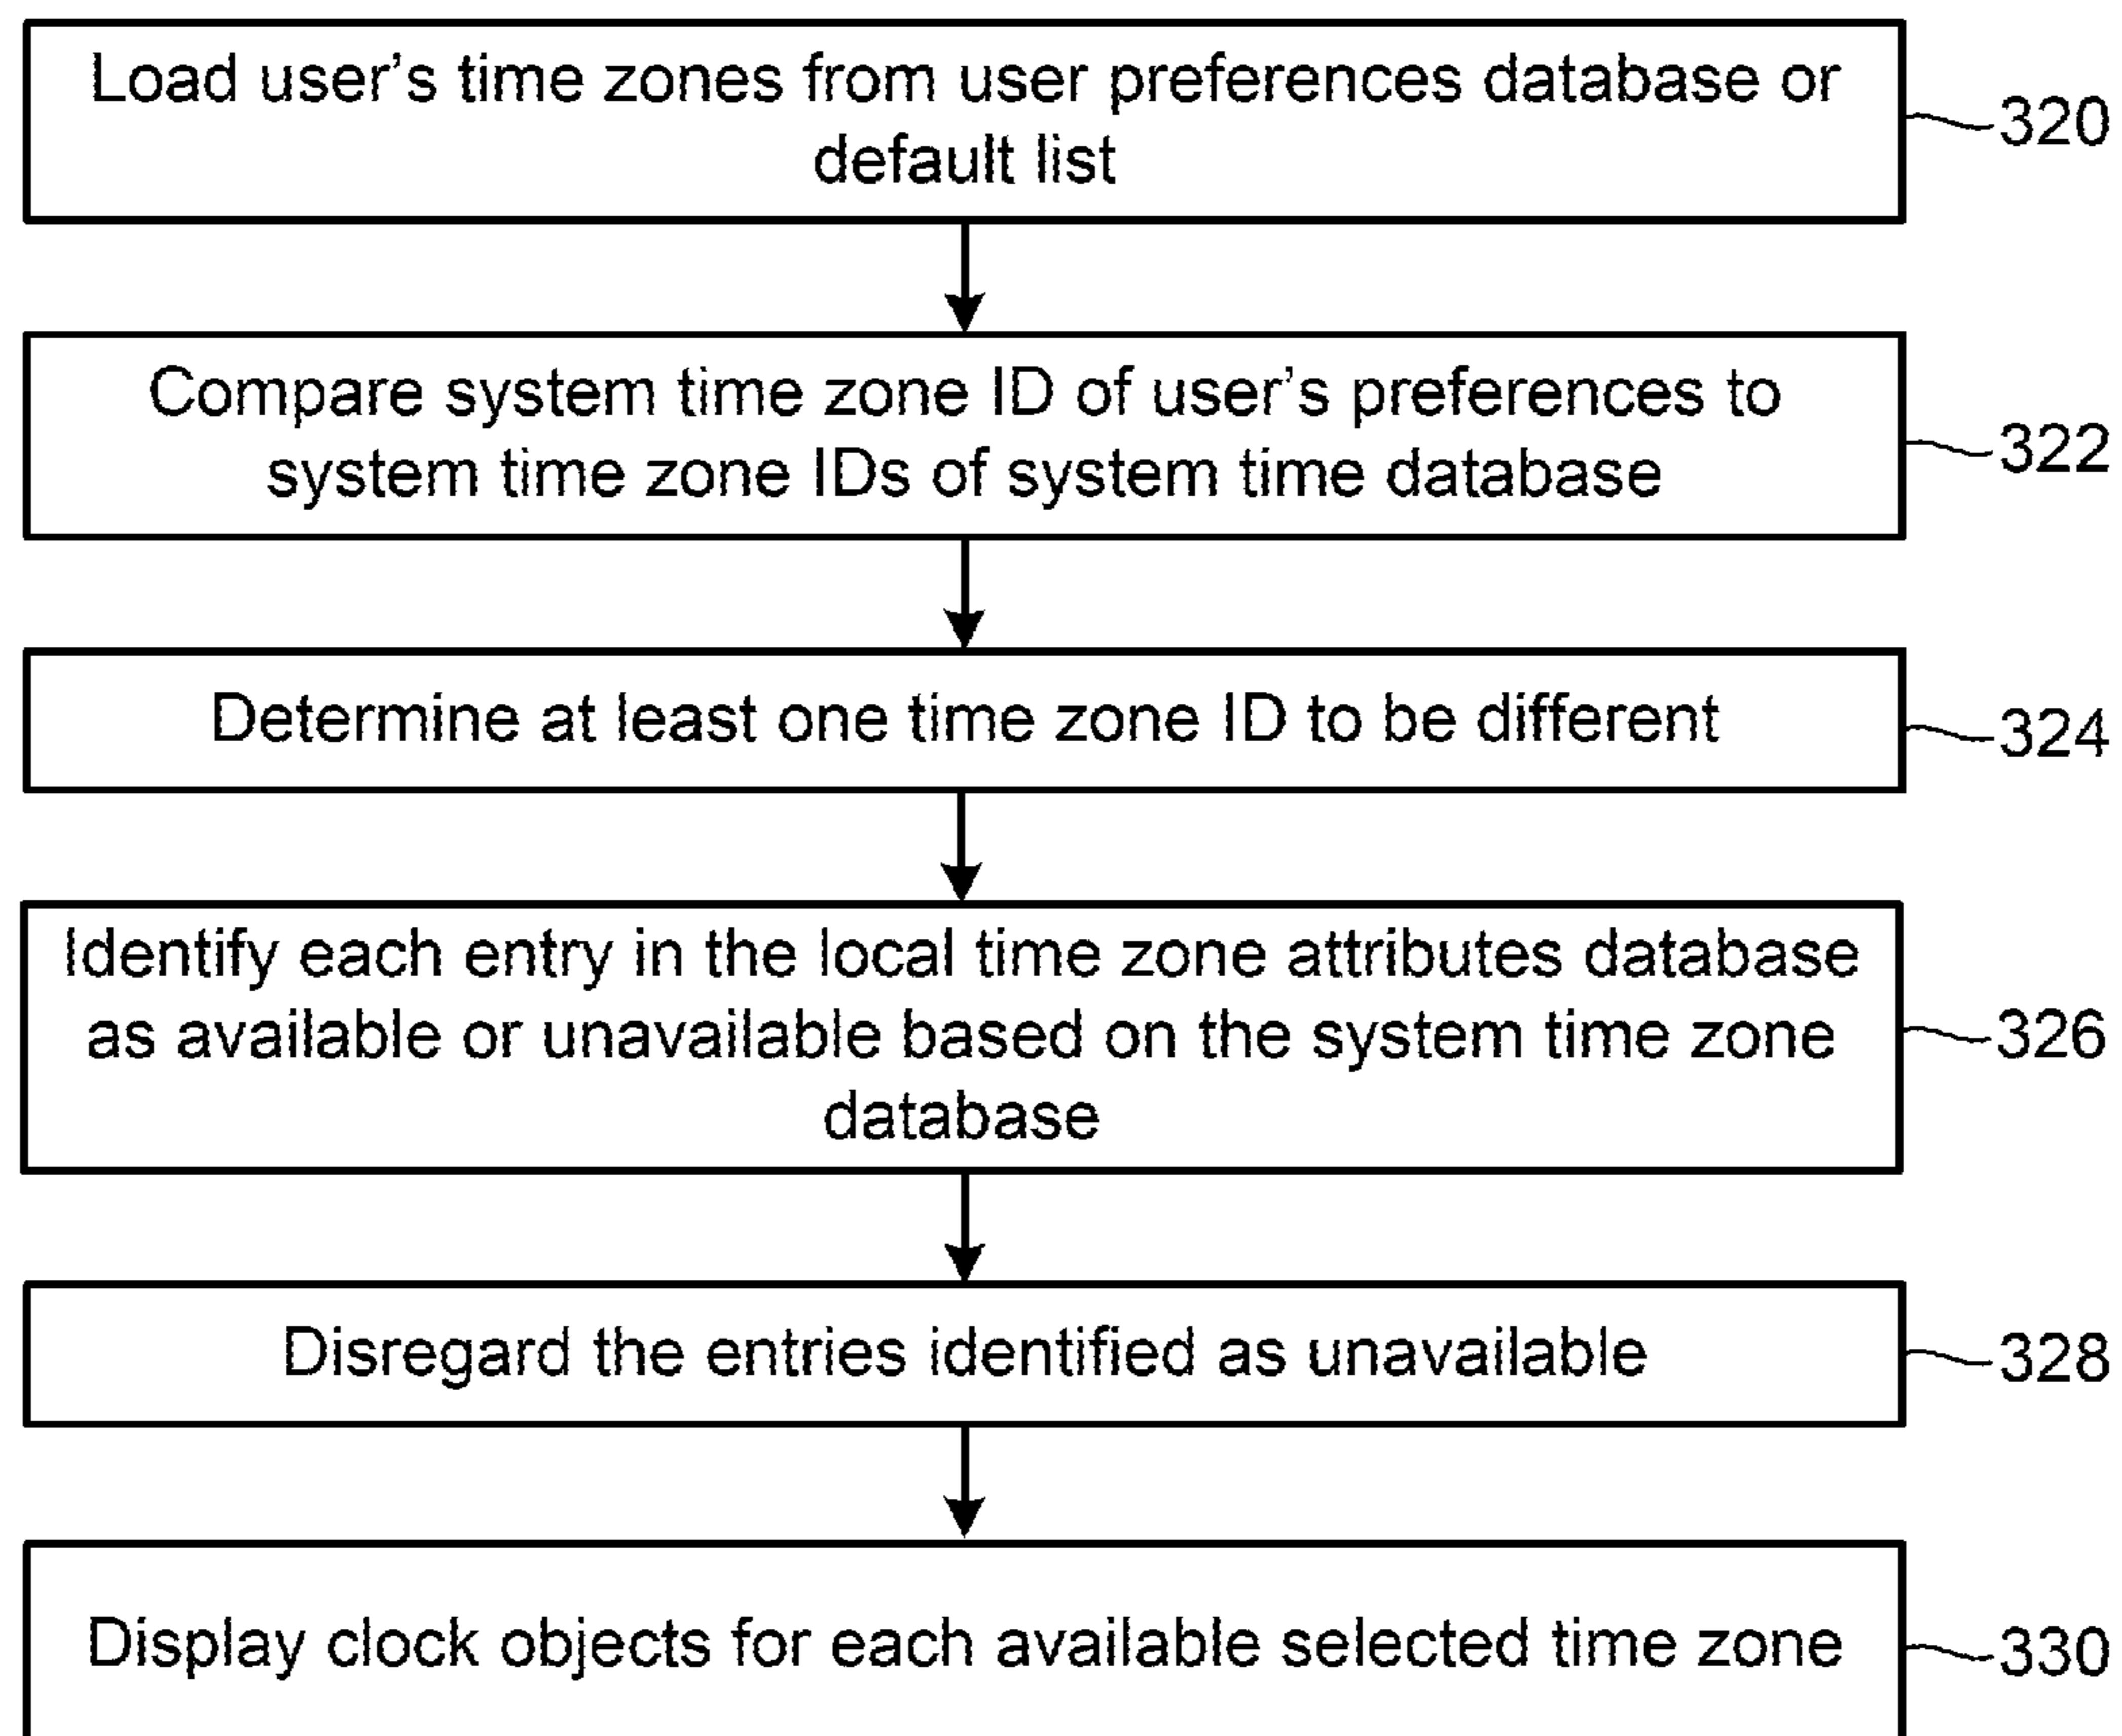 Load user's time zones from user preferences database or
default list
320
Compare system time zone ID of user's preferences to
system time zone IDs of system time database
322
Determine at least one time zone ID to be different
324
Identify each entry in the local time zone attributes database
as available or unavailable based on the system time zone
database
326
Disregard the entries identified as unavailable
328
Display clock objects for each available selected time zone
330